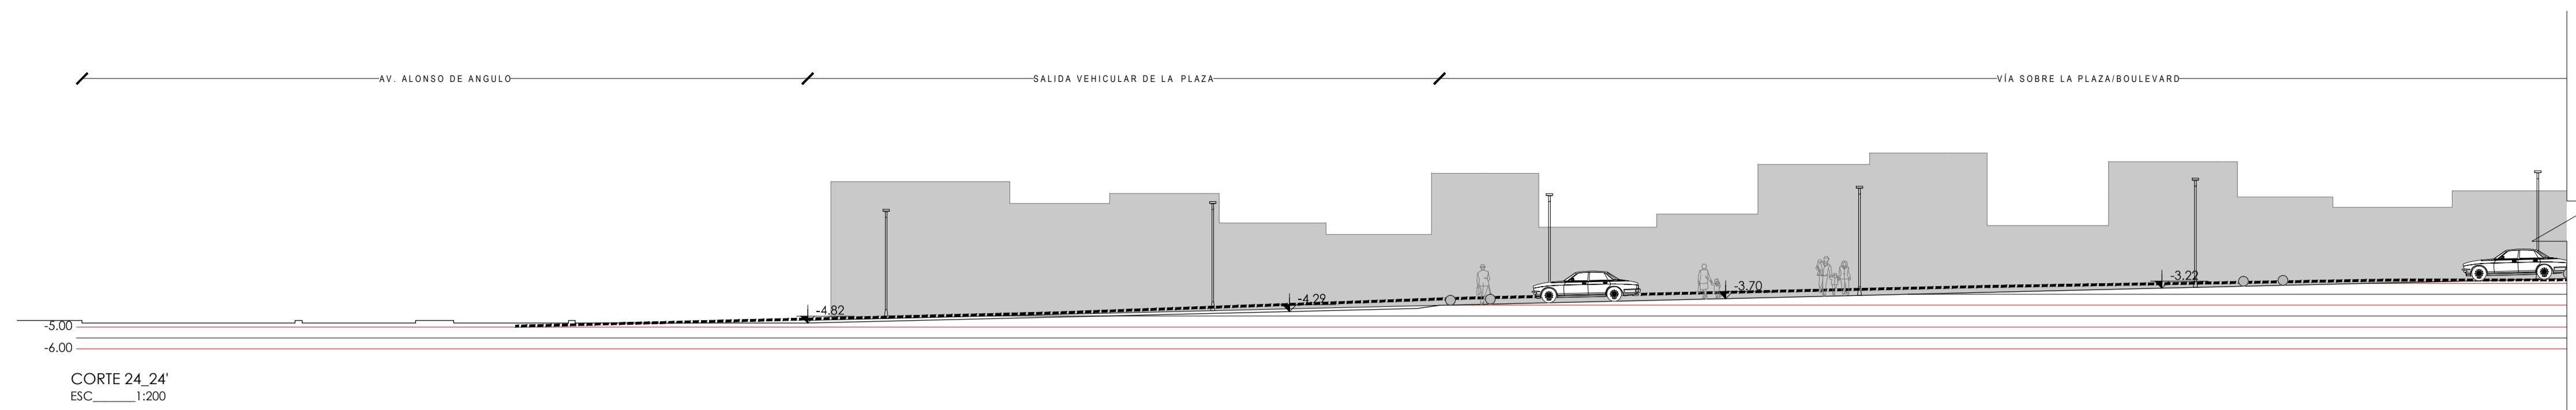 AV. ALONSO DE ANGULO
SALIDA VEHICULAR DE LA PLAZA
VÍA SOBRE LA PLAZA/BOULEVARD
-3.22
-3.70
-4.29
-4.82
-5.00
-6.00
CORTE 24_24'
ESC______1:200